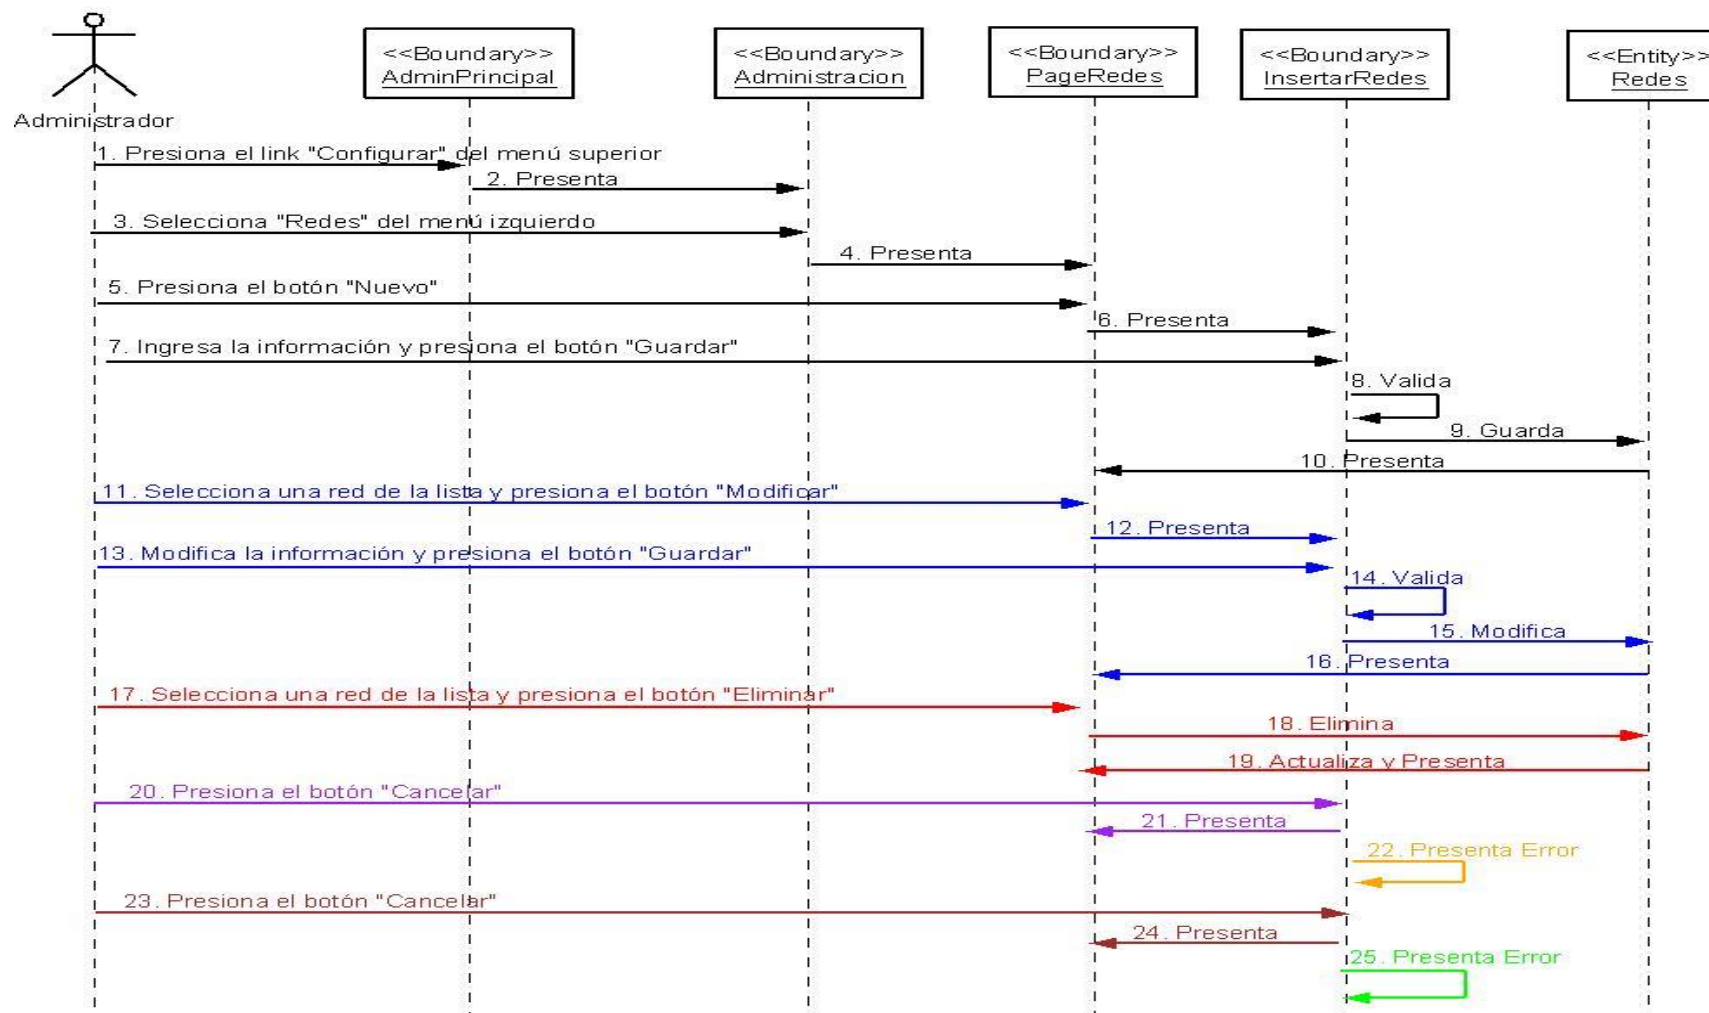 <<Boundary>>
AdminPrincipal
<<Boundary>>
Administracion
<<Boundary>>
PageRedes
<<Boundary>>
InsertarRedes
<<Entity>>
Redes
Administrador
1. Presiona el link "Configurar" del menú superior
2. Presenta
3. Selecciona "Redes" del menú izquierdo
4. Presenta
5. Presiona el botón "Nuevo"
6. Presenta
7. Ingresa la información y presiona el botón "Guardar"
8. Valida
9. Guarda
10. Presenta
11. Selecciona una red de la lista y presiona el botón "Modificar"
12. Presenta
13. Modifica la información y presiona el botón "Guardar"
14. Valida
15. Modifica
16. Presenta
17. Selecciona una red de la lista y presiona el botón "Eliminar"
18. Elimina
19. Actualiza y Presenta
20. Presiona el botón "Cancelar"
21. Presenta
22. Presenta Error
23. Presiona el botón "Cancelar"
24. Presenta
25. Presenta Error